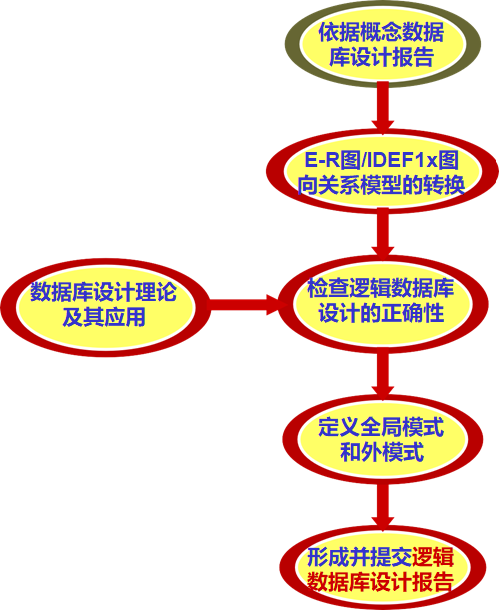 依据概念数据
库设计报告
E-R图/IDEF1x图
向关系模型的转换
数据库设计理论
及其应用
检查逻辑数据库
设计的正确性
定义全局模式
和外模式
形成并提交逻辑
数据库设计报告